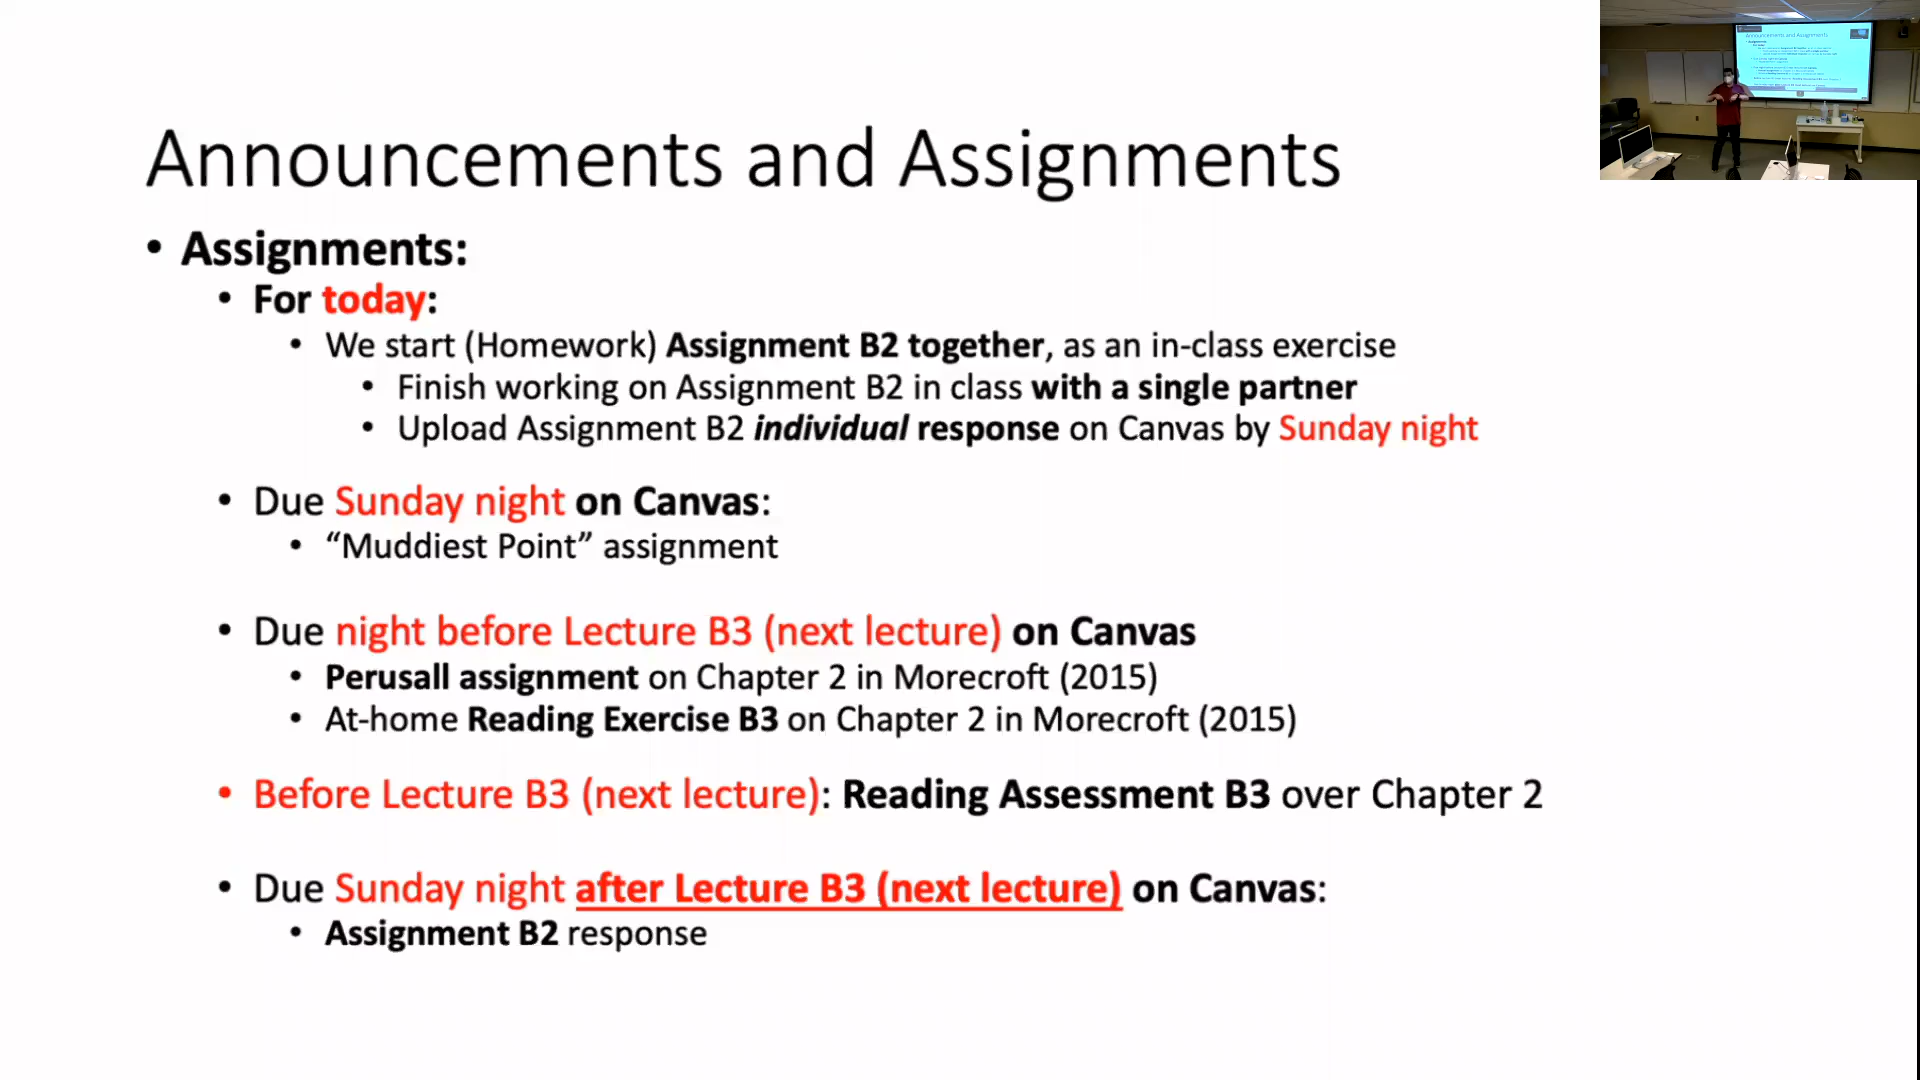 Announcements and Assignments
• Assignments:
• For today:
• We start (Homework) Assignment B2 together, as an in-class exercise
• Finish working on Assignment B2 in class with a single partner
• Upload Assignment B2 individual response on Canvas by Sunday night
• Due Sunday night on Canvas:
• “Muddiest Point” assignment
• Due night before Lecture B3 (next lecture) on Canvas
• Perusall assignment on Chapter 2 in Morecroft (2015)
• At-home Reading Exercise B3 on Chapter 2 in Morecroft (2015)
• Before Lecture B3 (next lecture): Reading Assessment B3 over Chapter 2
• Due Sunday night after Lecture B3 (next lecture) on Canvas:
• Assignment B2 response
Announcements and Assignments